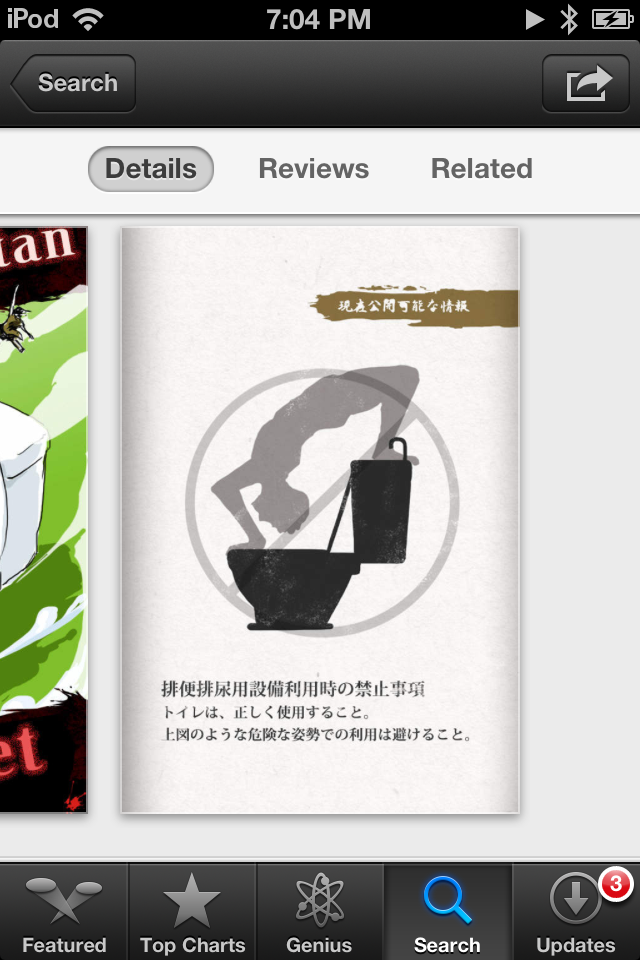 iPod
7:04 PM
Search
Details
Reviews
Related
tan
現在公開可能な情報
排便排尿用設備利用時の禁止事項
トイレは、正しく使用すること。
上図のような危険な姿勢での利用は避けること。
et
Featured
Top Charts
Genius
Search
Updates
3